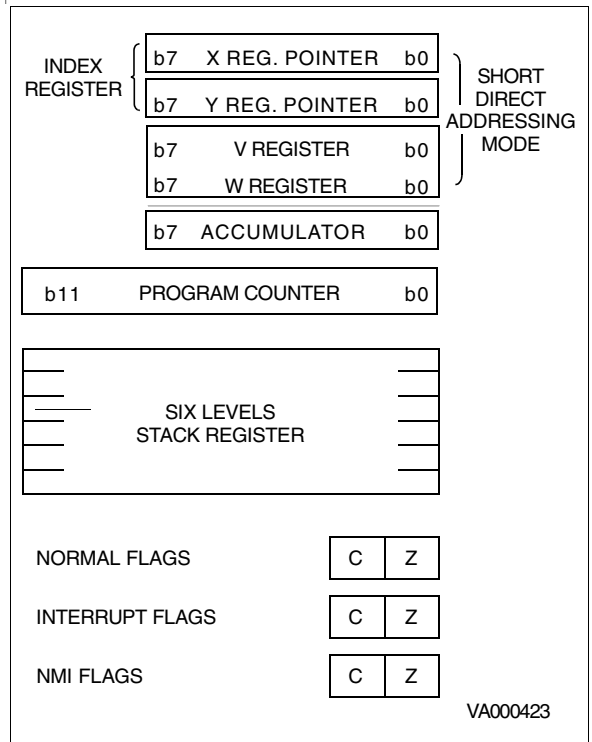 INDEX
REGISTER
b7 X REG. POINTER b0
b7 Y REG. POINTER b0
b7 V REGISTER b0
b7 W REGISTER b0
SHORT
DIRECT
ADDRESSING
MODE
b7 ACCUMULATOR b0
b11 PROGRAM COUNTER b0
SIX LEVELS
STACK REGISTER
NORMAL FLAGS C Z
INTERRUPT FLAGS C Z
NMI FLAGS C Z
VA000423